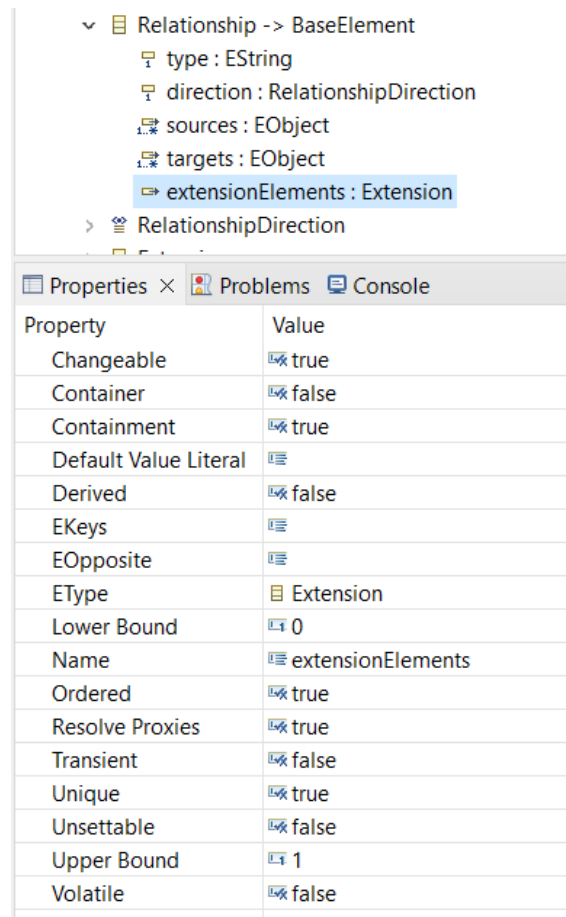 Relationship -> BaseElement
type : EString
direction : RelationshipDirection
sources : EObject
targets : EObject
extensionElements : Extension
RelationshipDirection
Properties Problems Console
Property Value
Changeable true
Container false
Containment true
Default Value Literal
Derived false
EKeys
EOpposite
EType Extension
Lower Bound 0
Name extensionElements
Ordered true
Resolve Proxies true
Transient false
Unique true
Unsettable false
Upper Bound 1
Volatile false